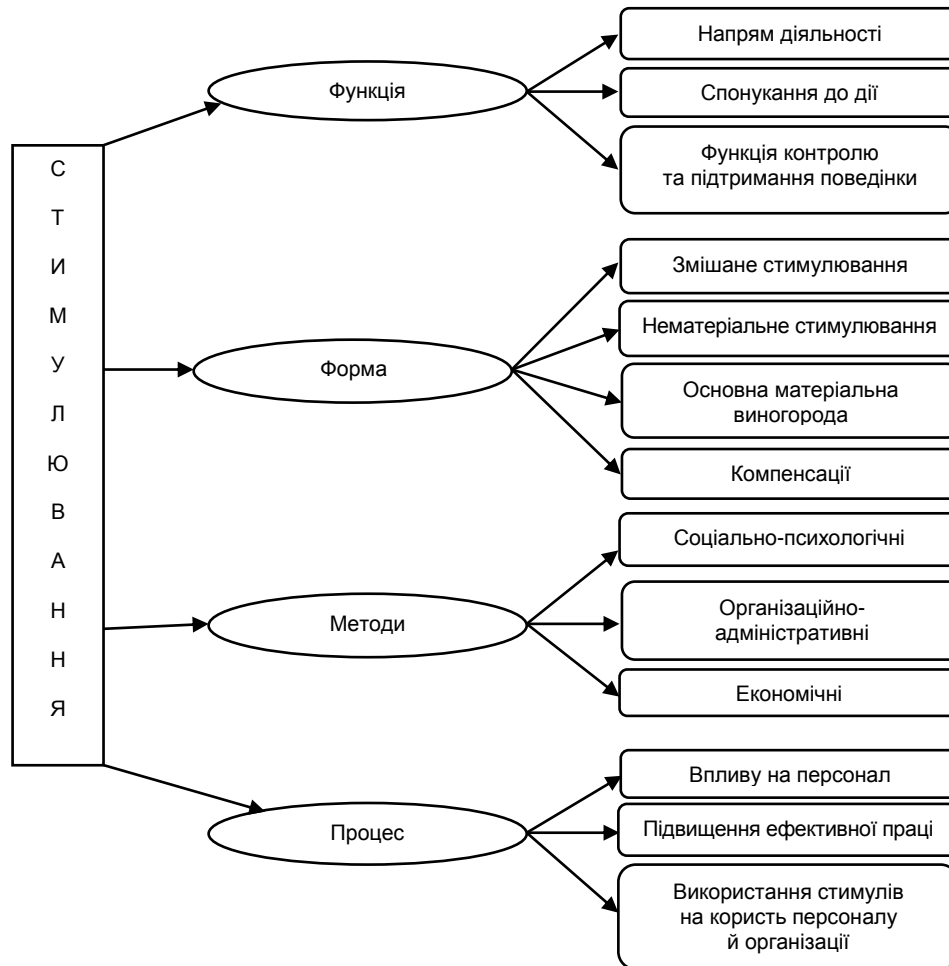 СТИМУЛЮВАННЯ
Функція
Напрям діяльності
Спонукання до дії
Функція контролю
та підтримання поведінки
Форма
Змішане стимулювання
Нематеріальне стимулювання
Основна матеріальна
виногорода
Компенсації
Методи
Соціально-психологічні
Організаційно-
адміністративні
Економічні
Процес
Впливу на персонал
Підвищення ефективної праці
Використання стимулів
на користь персоналу
й організації